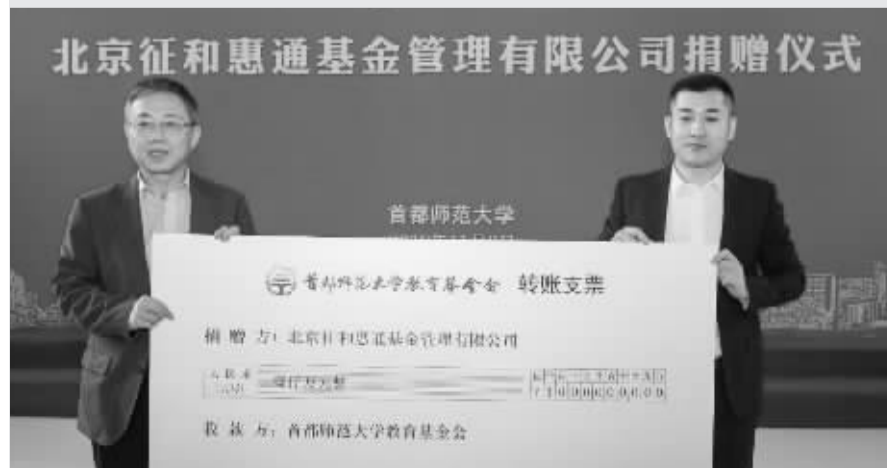 北京征和惠通基金管理有限公司捐赠仪式
首都师范大学
首都师范大学教育基金会 转账支票
捐 赠 方：北京征和惠通基金管理有限公司
收 款 方：首都师范大学教育基金会